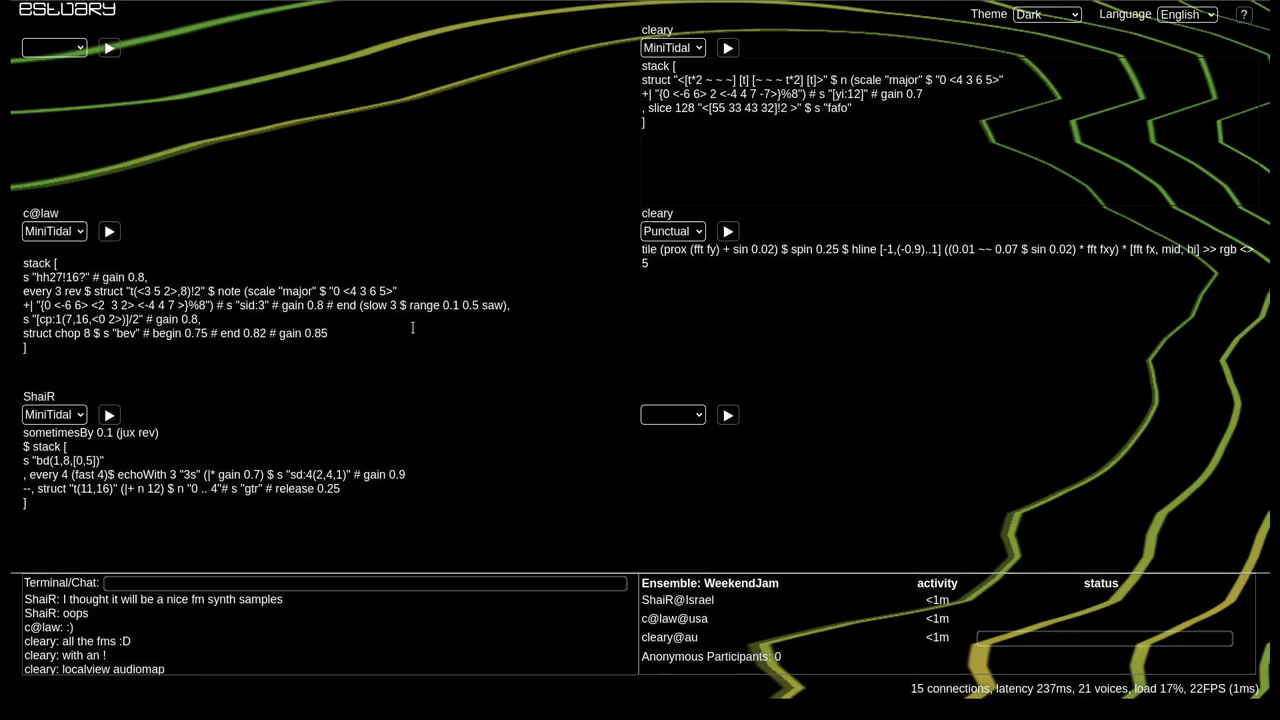 estuary
Theme Dark Language English ?
cleary
MiniTidal
stack [
struct "<[t*2 ~ ~ ~] [t] [~ ~ ~ t*2] [t]>" $ n (scale "major" $ "0 <4 3 6 5>"
+| "{0 <-6 6> 2 <-4 4 7 -7>}%8") # s "[yi:12]" # gain 0.7
, slice 128 "<[55 33 43 32]!2 >" $ s "fafo"
]
c@law
MiniTidal
stack [
s "hh27!16?" # gain 0.8,
every 3 rev $ struct "t(<3 5 2>,8)!2" $ note (scale "major" $ "0 <4 3 6 5>"
+| "{0 <-6 6> <2  3 2> <-4 4 7 >}%8") # s "sid:3" # gain 0.8 # end (slow 3 $ range 0.1 0.5 saw),
s "[cp:1(7,16,<0 2>)]/2" # gain 0.8,
struct chop 8 $ s "bev" # begin 0.75 # end 0.82 # gain 0.85
]
cleary
Punctual
tile (prox (fft fy) + sin 0.02) $ spin 0.25 $ hline [-1,(-0.9)..1] ((0.01 ~~ 0.07 $ sin 0.02) * fft fxy) * [fft fx, mid, hi] >> rgb <>
5
ShaiR
MiniTidal
sometimesBy 0.1 (jux rev)
$ stack [
s "bd(1,8,[0,5])"
, every 4 (fast 4)$ echoWith 3 "3s" (|* gain 0.7) $ s "sd:4(2,4,1)" # gain 0.9
--, struct "t(11,16)" (|+ n 12) $ n "0 .. 4"# s "gtr" # release 0.25
]
Terminal/Chat:
ShaiR: I thought it will be a nice fm synth samples
ShaiR: oops
c@law: :)
cleary: all the fms :D
cleary: with an !
cleary: localview audiomap
Ensemble: WeekendJam activity status
ShaiR@Israel <1m
c@law@usa <1m
cleary@au <1m
Anonymous Participants: 0
15 connections, latency 237ms, 21 voices, load 17%, 22FPS (1ms)